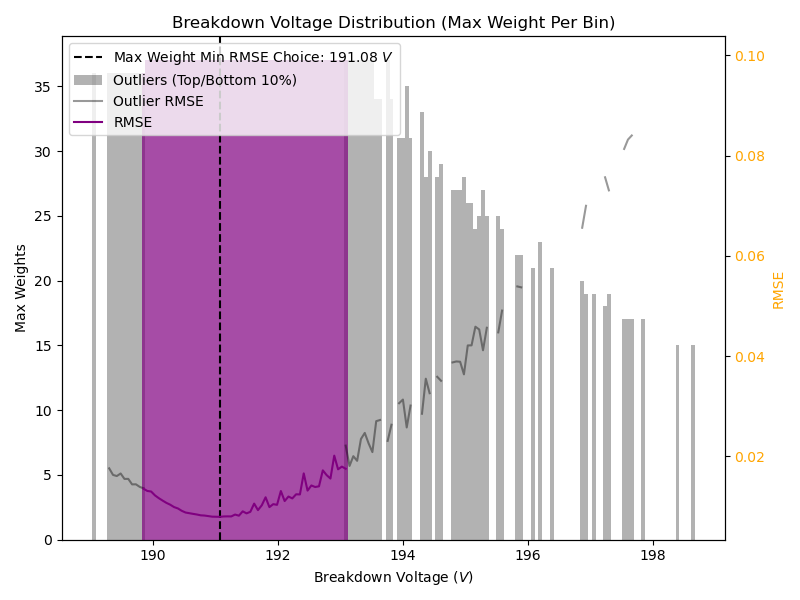 Breakdown Voltage Distribution (Max Weight Per Bin)
Max Weight Min RMSE Choice: 191.08 V
Outliers (Top/Bottom 10%)
Outlier RMSE
RMSE
Max Weights
35
30
25
20
15
10
5
0
0.10
0.08
0.06
0.04
0.02
RMSE
190 192 194 196 198
Breakdown Voltage (V)